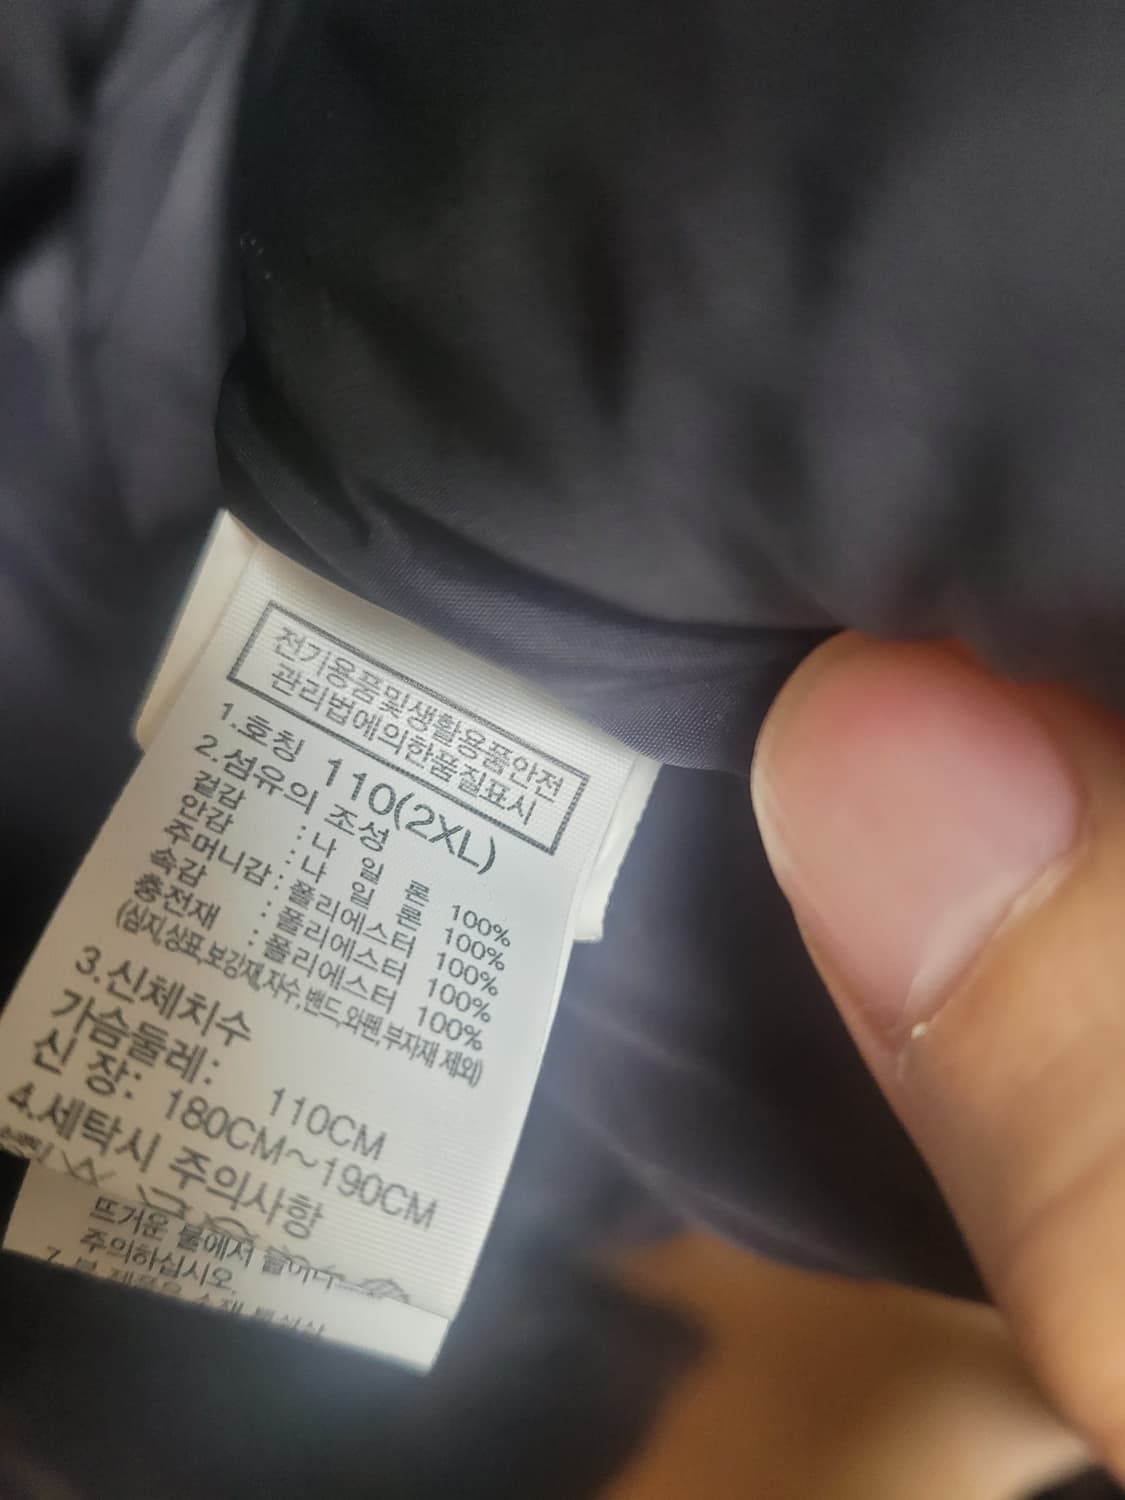 전기용품및생활용품안전
관리법에의한품질표시
1.호칭 110(2XL)
2.섬유의 조성
겉감 : 나 일 론 100%
안감 : 나 일 론 100%
주머니감 : 폴리에스터 100%
속감 : 폴리에스터 100%
충전재 : 폴리에스터 100%
(심지,상표,보강재,자수,밴드,와펜,부자재 제외)
3.신체치수
가슴둘레: 110CM
신 장: 180CM~190CM
4.세탁시 주의사항
뜨거운 불에서
주의하십시오.